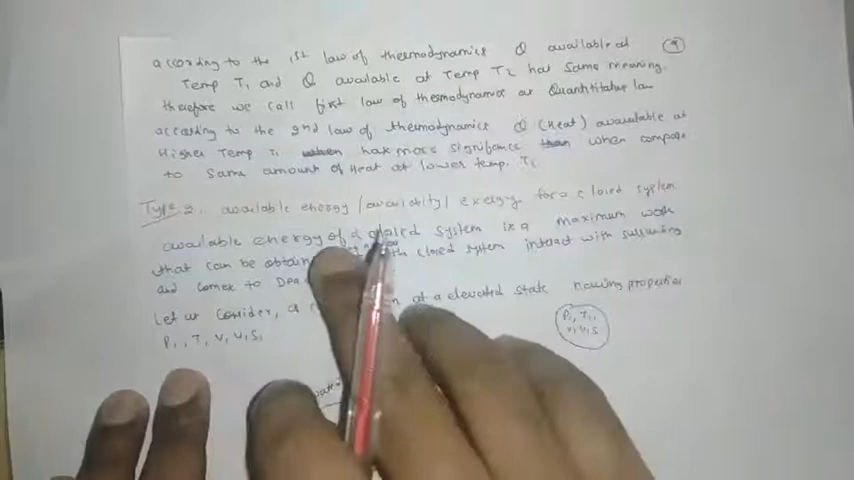 9
according to the 1st law of thermodynamics Q available at
Temp T1 and Q available at Temp T2 has same meaning.
therefore we call first law of thermodynamics as Quantitative law
according to the 2nd law of thermodynamics Q (Heat) available at
Higher Temp T1 has more significance when compare
to same amount of Heat at lower temp.
Type 2. available energy / availability / exergy for a closed system
available energy of a closed system is a maximum work
that can be obtain closed system interact with
and comes to
Let us consider, a at a elevated state having properties
P1, T1 V1 U1 S1
P1, T1,
V1 U1 S